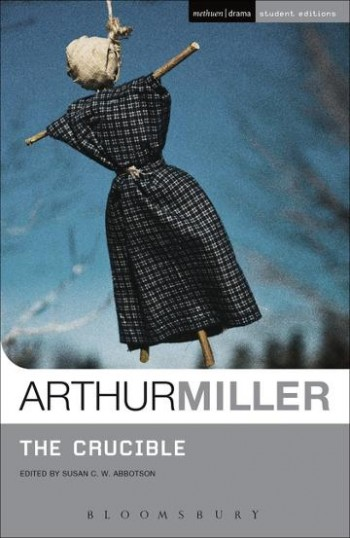 methuen | drama student editions
ARTHURMILLER
THE CRUCIBLE
EDITED BY SUSAN C. W. ABBOTSON
BLOOMSBURY